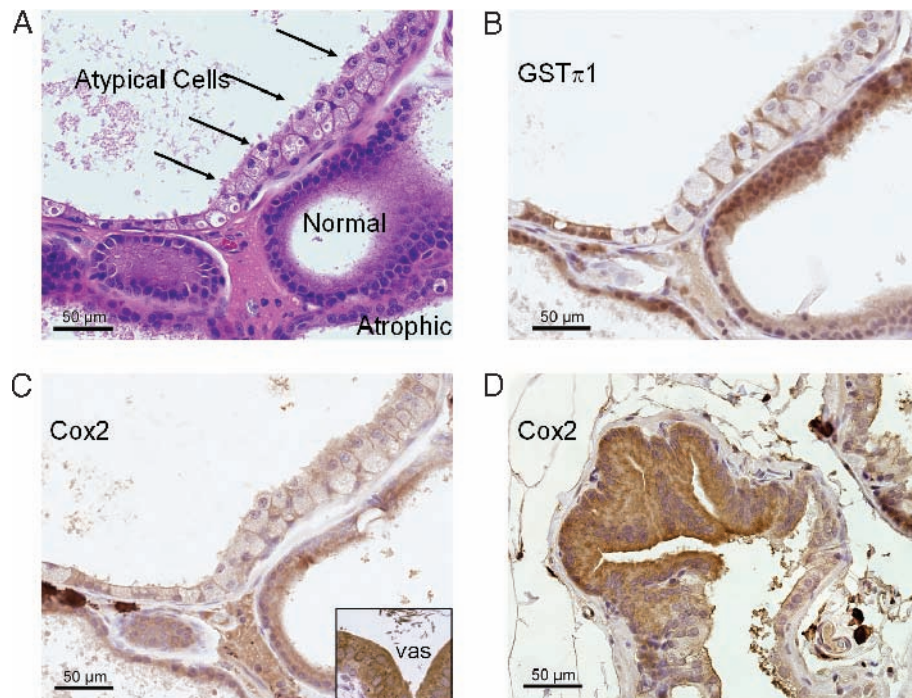 A
Atypical Cells
Normal
Atrophic
50 µm
B
GSTπ1
50 µm
C
Cox2
vas
50 µm
D
Cox2
50 µm